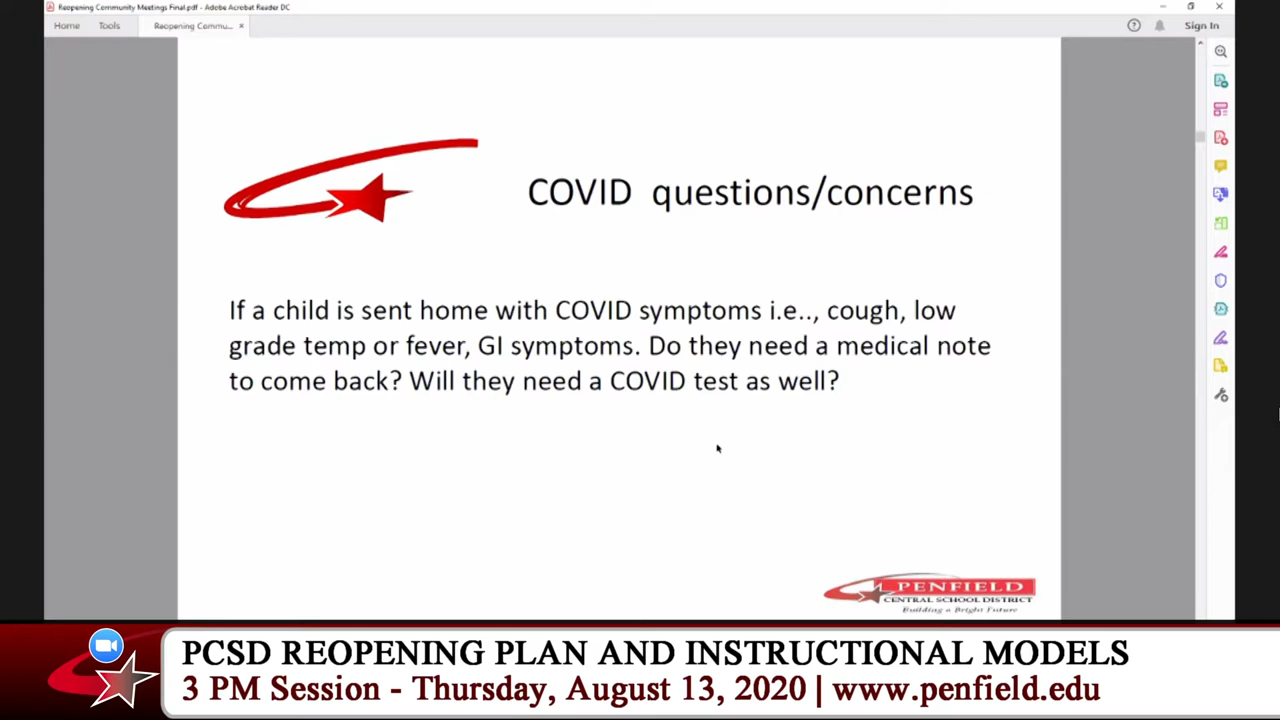 Reopening Community Meetings Final.pdf - Adobe Acrobat Reader DC
Home Tools Reopening Commu... × Sign In
COVID questions/concerns
If a child is sent home with COVID symptoms i.e.., cough, low
grade temp or fever, GI symptoms. Do they need a medical note
to come back? Will they need a COVID test as well?
PENFIELD
CENTRAL SCHOOL DISTRICT
Building a Bright Future
PCSD REOPENING PLAN AND INSTRUCTIONAL MODELS
3 PM Session - Thursday, August 13, 2020 | www.penfield.edu